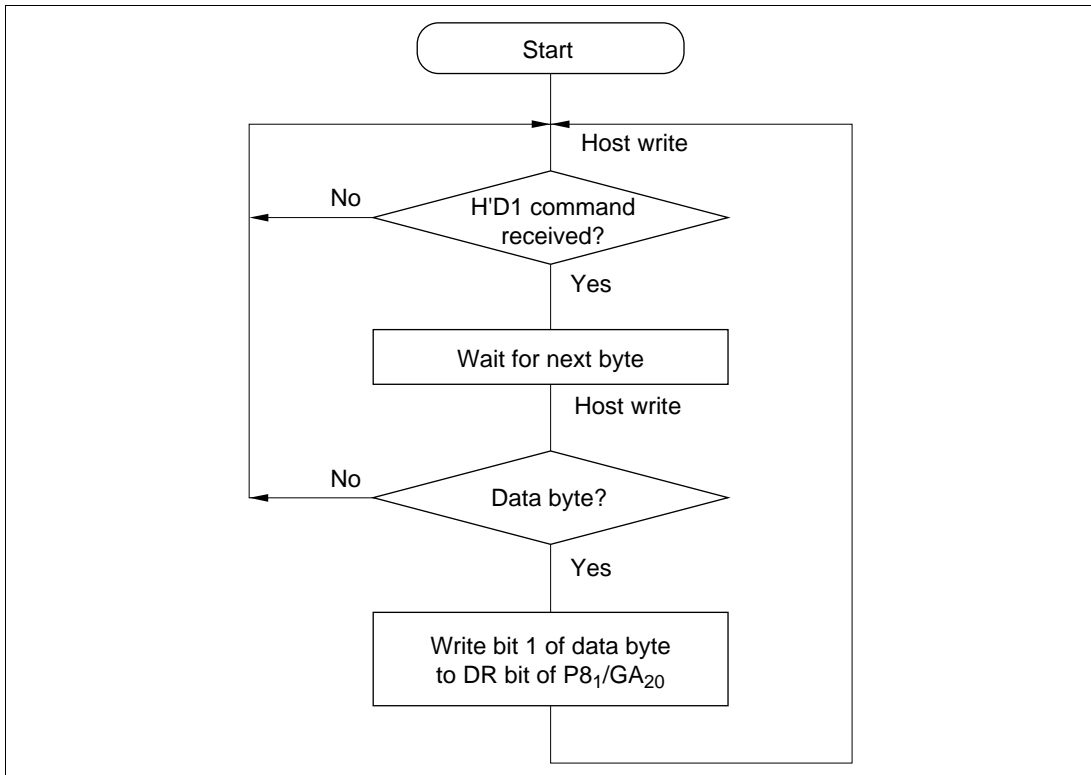 Start
Host write
No
H'D1 command
received?
Yes
Wait for next byte
Host write
No
Data byte?
Yes
Write bit 1 of data byte
to DR bit of P8₁/GA₂₀